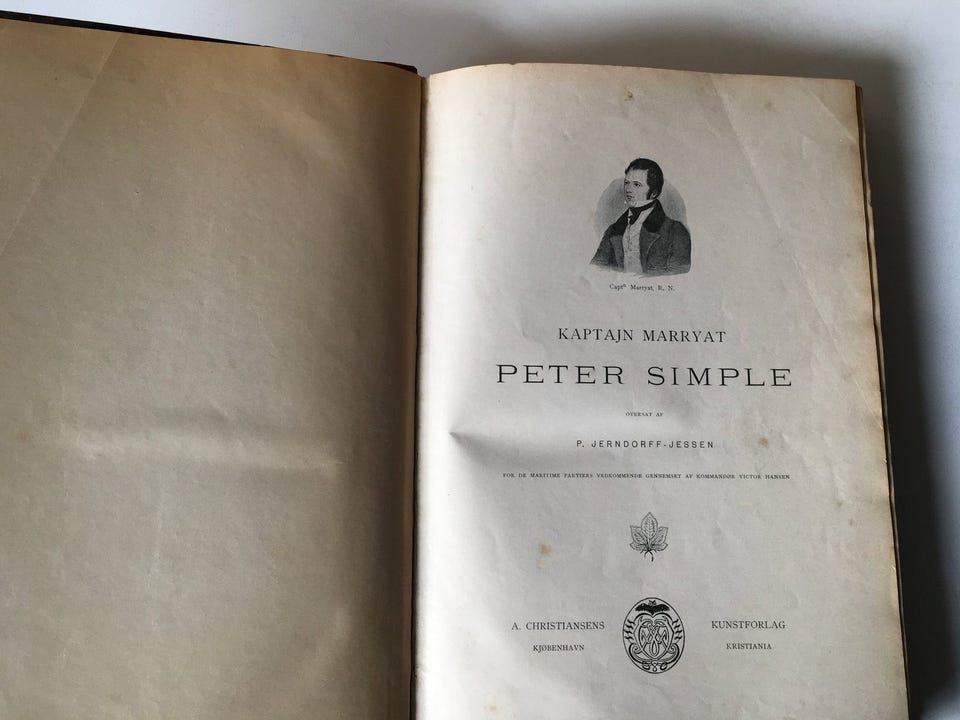 Captⁿ Marryat, R. N.
KAPTAJN MARRYAT
PETER SIMPLE
OVERSAT AF
P. JERNDORFF-JESSEN
FOR DE MARITIME PARTIERS VEDKOMMENDE GENNEMSET AF KOMMANDØR VICTOR HANSEN
A. CHRISTIANSENS KUNSTFORLAG
KJØBENHAVN KRISTIANIA